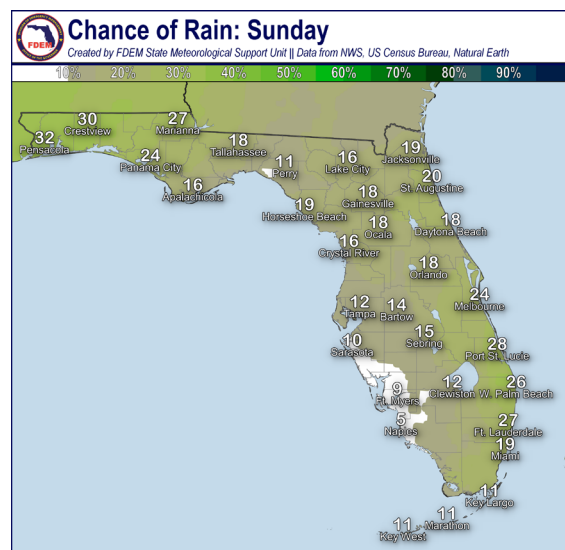 FDEM
Chance of Rain: Sunday
Created by FDEM State Meteorological Support Unit || Data from NWS, US Census Bureau, Natural Earth
10% 20% 30% 40% 50% 60% 70% 80% 90%
30
Crestview
27
Marianna
32
Pensacola
18
Tallahassee
19
Jacksonville
24
Panama City
11
Perry
16
Lake City
16
Apalachicola
20
St. Augustine
18
Gainesville
19
Horseshoe Beach
18
Ocala
18
Daytona Beach
16
Crystal River
18
Orlando
12
Tampa
14
Bartow
24
Melbourne
10
Sarasota
15
Sebring
28
Port St. Lucie
9
Ft. Myers
12
Clewiston
26
W. Palm Beach
5
Naples
27
Ft. Lauderdale
19
Miami
11
Key Largo
11
Marathon
11
Key West